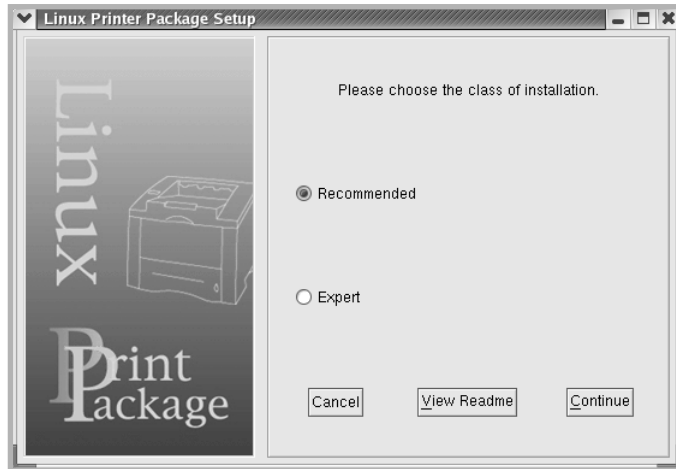 Linux Printer Package Setup
Please choose the class of installation.
Linux
Recommended
Expert
Print
Package
Cancel
View Readme
Continue